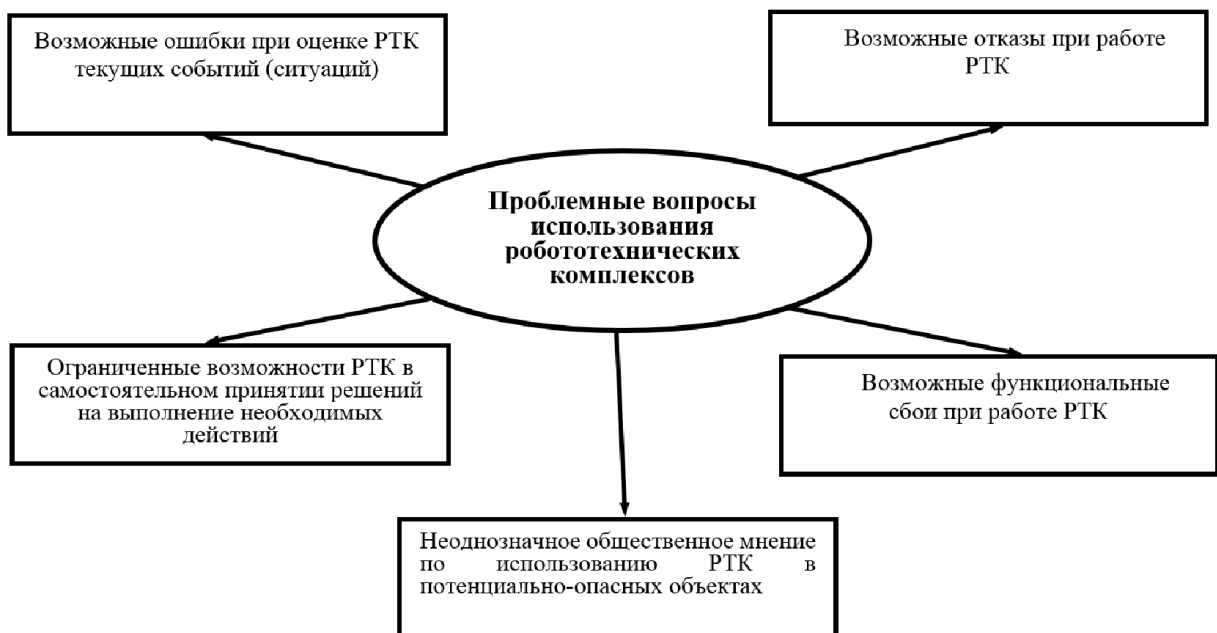 Возможные ошибки при оценке РТК
текущих событий (ситуаций)
Возможные отказы при работе
РТК
Проблемные вопросы
использования
робототехнических
комплексов
Ограниченные возможности РТК в
самостоятельном принятии решений
на выполнение необходимых
действий
Возможные функциональные
сбои при работе РТК
Неоднозначное общественное мнение
по использованию РТК в
потенциально-опасных объектах